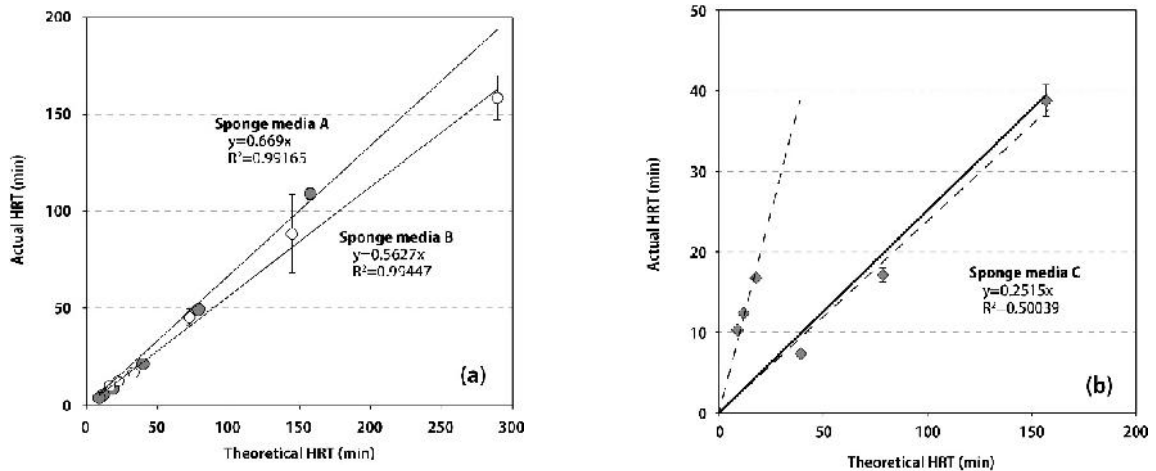 200
150
100
50
0
Actual HRT (min)
Sponge media A
y=0.669x
R²=0.99165
Sponge media B
y=0.5627x
R²=0.99447
(a)
0 50 100 150 200 250 300
Theoretical HRT (min)
50
40
30
20
10
0
Actual HRT (min)
Sponge media C
y=0.2515x
R²=0.50039
(b)
0 50 100 150 200
Theoretical HRT (min)